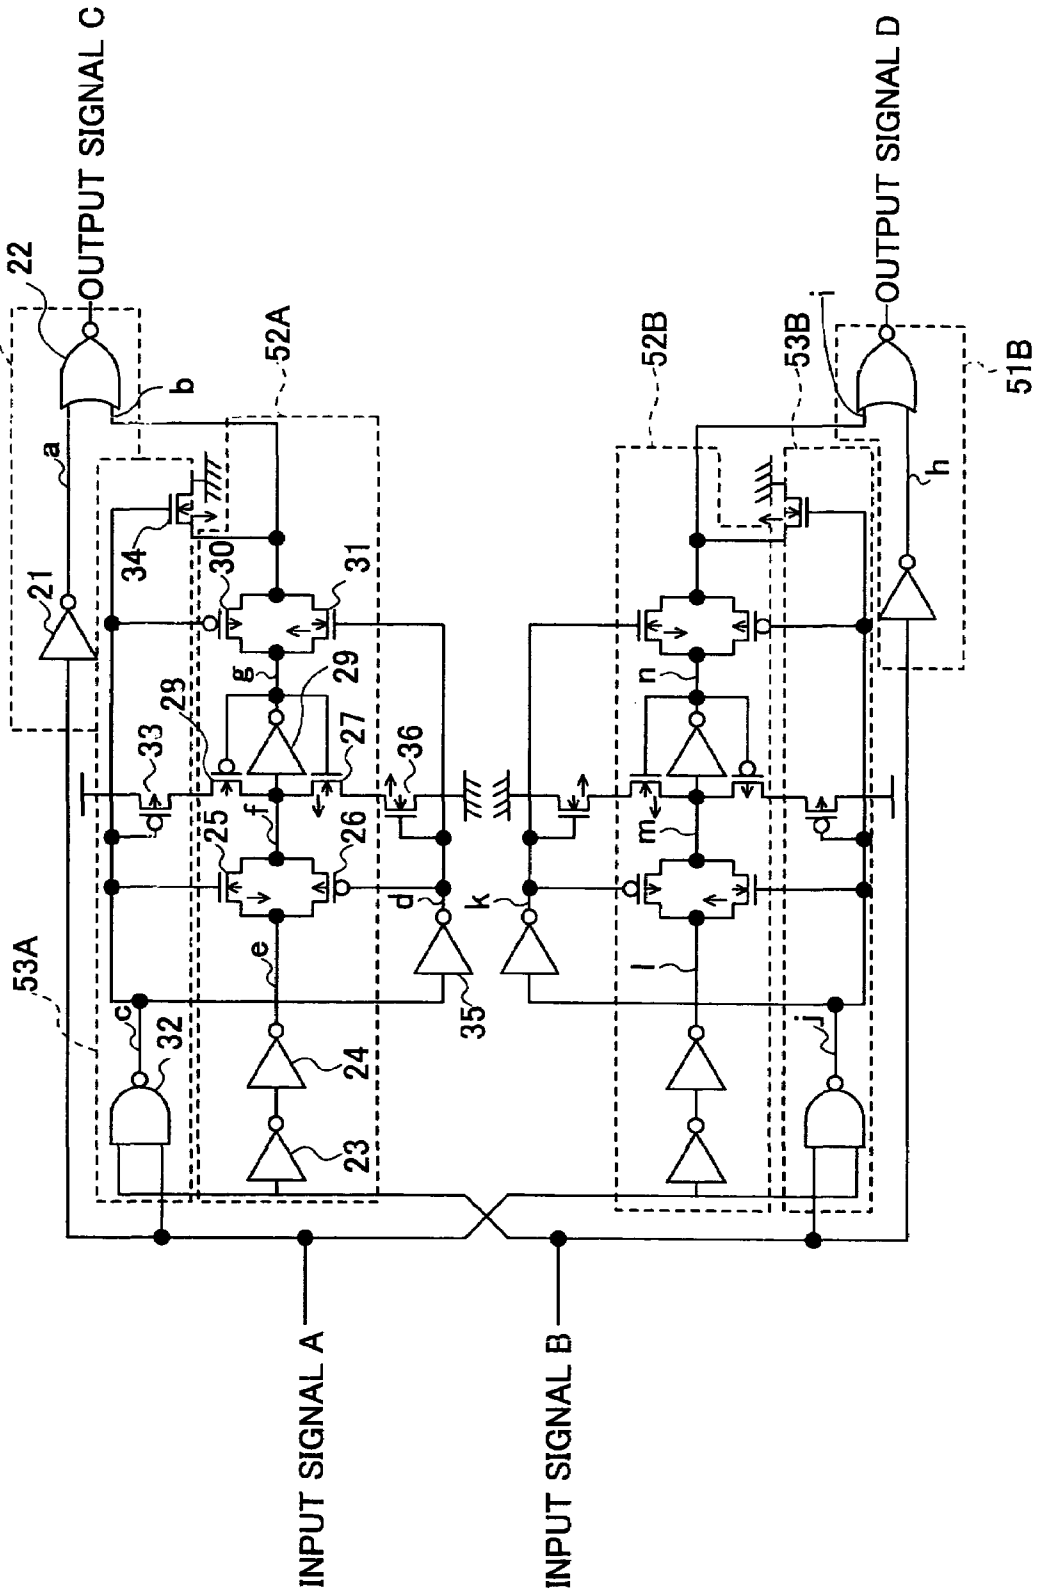 OUTPUT SIGNAL C
22
51B
OUTPUT SIGNAL D
a
b
52A
52B
53B
i
h
21
34
30
31
g
n
29
28
27
33
36
f
m
25
26
d
k
35
53A
c
32
e
l
j
24
23
INPUT SIGNAL A
INPUT SIGNAL B